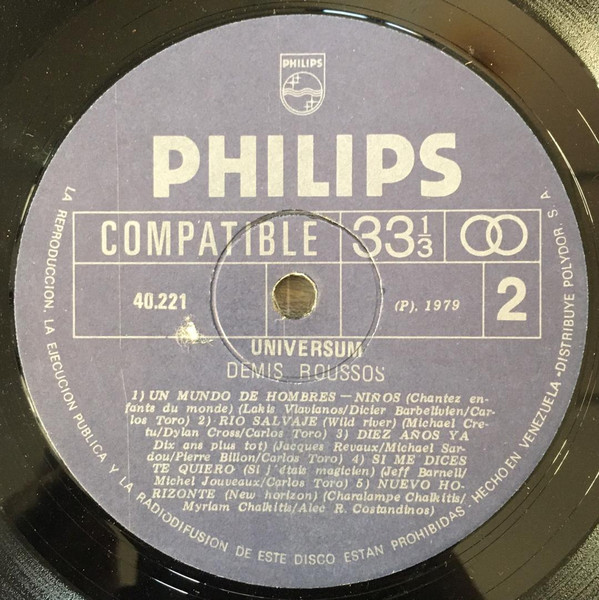 PHILIPS
PHILIPS
COMPATIBLE 33 1/3
40.221 (P). 1979 2
UNIVERSUM
DEMIS ROUSSOS
1) UN MUNDO DE HOMBRES — NIÑOS (Chantez en-
fants du monde) (Lakis Vlavianos/Dicier Barbellivien/Car-
los Toro) 2) RIO SALVAJE (Wild river) (Michael Cre-
tu/Dylan Cross/Carlos Toro) 3) DIEZ AÑOS YA
Dix ans plus tot) (Jacques Revaux/Michael Sar-
dou/Pierre Billon/Carlos Toro) 4) SI ME DICES
TE QUIERO (Si j'étais magicien) (Jeff Barnell/
Michel Jouveaux/Carlos Toro) 5) NUEVO HO-
RIZONTE (New horizon) (Charalampe Chalkitis/
Myriam Chalkitis/Alec R. Costandinos)
LA REPRODUCCION, LA EJECUCION PUBLICA Y LA RADIODIFUSION DE ESTE DISCO ESTAN PROHIBIDAS - HECHO EN VENEZUELA - DISTRIBUYE POLYDOR, S. A.